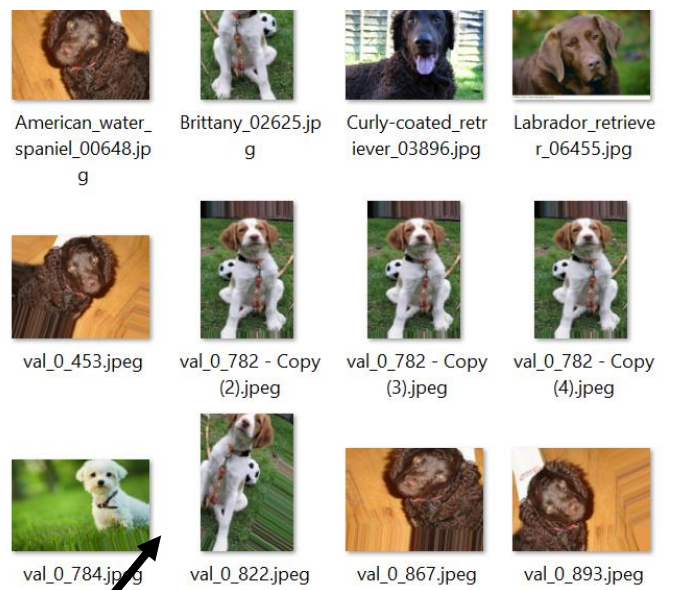 American_water_
spaniel_00648.jp
g
Brittany_02625.jp
g
Curly-coated_retr
iever_03896.jpg
Labrador_retrieve
r_06455.jpg
val_0_453.jpeg
val_0_782 - Copy
(2).jpeg
val_0_782 - Copy
(3).jpeg
val_0_782 - Copy
(4).jpeg
val_0_784.jpeg
val_0_822.jpeg
val_0_867.jpeg
val_0_893.jpeg